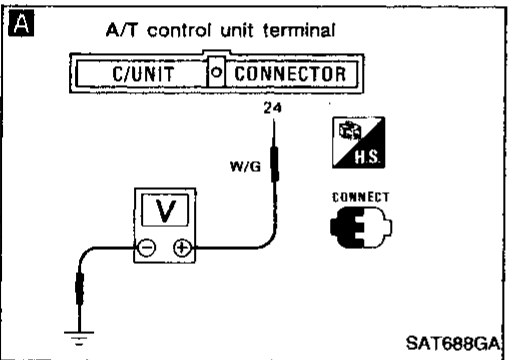 A
A/T control unit terminal
C/UNIT CONNECTOR
24
W/G
H.S.
V
CONNECT
SAT688GA